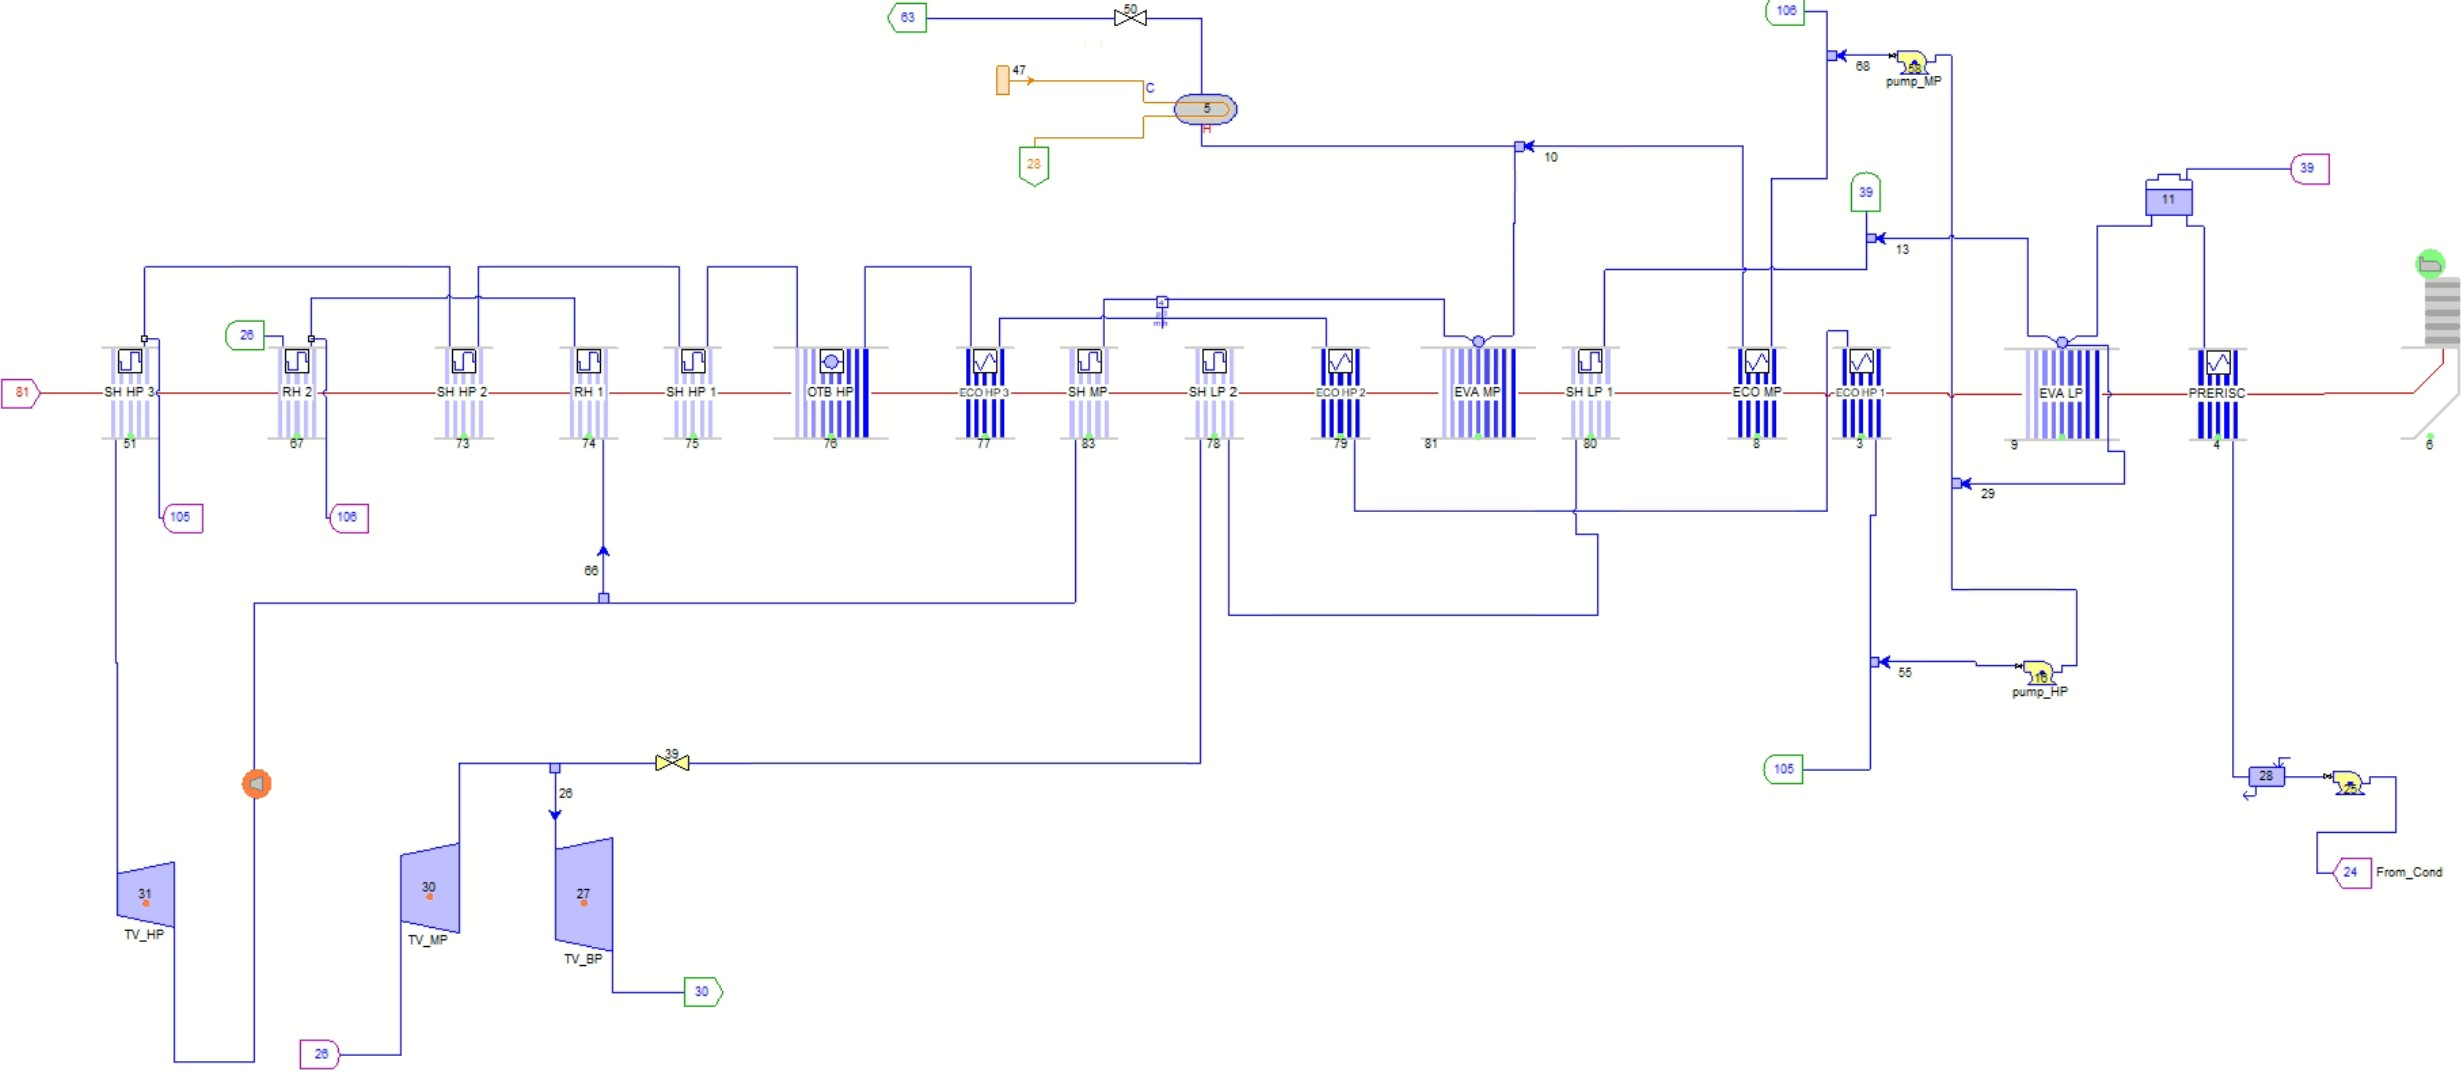 63
50
106
47
C
68
58
pump_MP
5
H
28
10
39
39
11
13
26
4
p T
m h
81
SH HP 3
RH 2
SH HP 2
RH 1
SH HP 1
OTB HP
ECO HP 3
SH MP
SH LP 2
ECO HP 2
EVA MP
SH LP 1
ECO MP
ECO HP 1
EVA LP
PRERISC
51
67
73
74
75
76
77
83
78
79
81
80
8
3
9
4
6
29
105
106
66
55
16
pump_HP
39
105
28
25
26
24
From_Cond
31
30
27
TV_HP
TV_MP
TV_BP
30
26